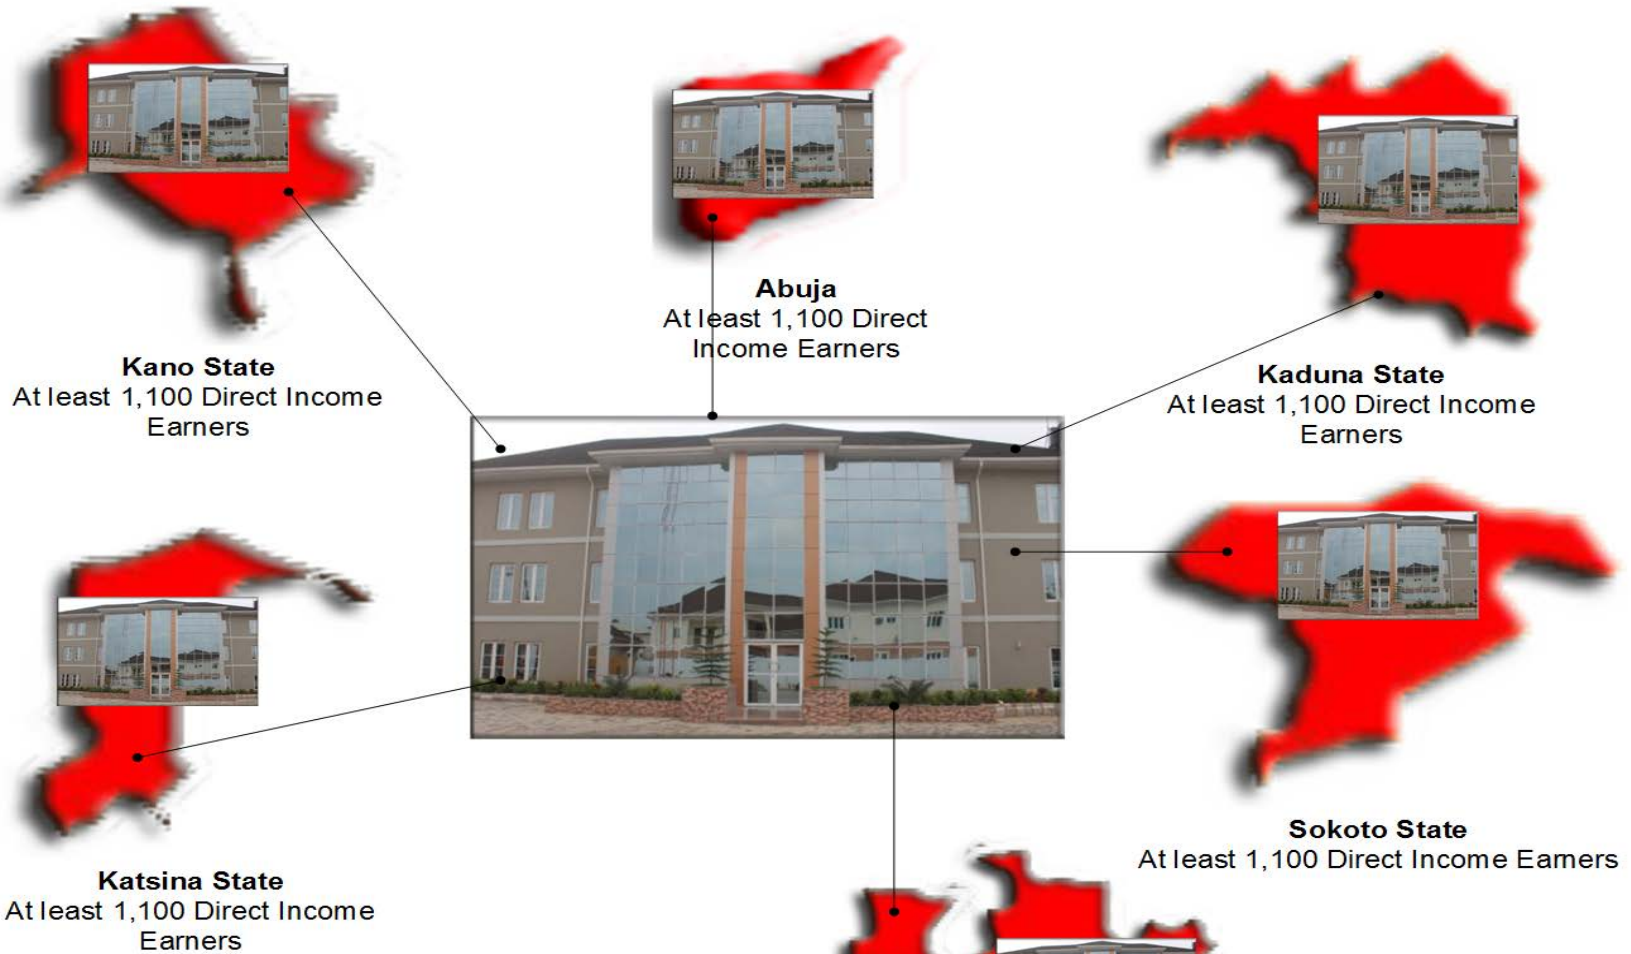 Abuja
At least 1,100 Direct
Income Earners
Kano State
At least 1,100 Direct Income
Earners
Kaduna State
At least 1,100 Direct Income
Earners
Sokoto State
At least 1,100 Direct Income Earners
Katsina State
At least 1,100 Direct Income
Earners